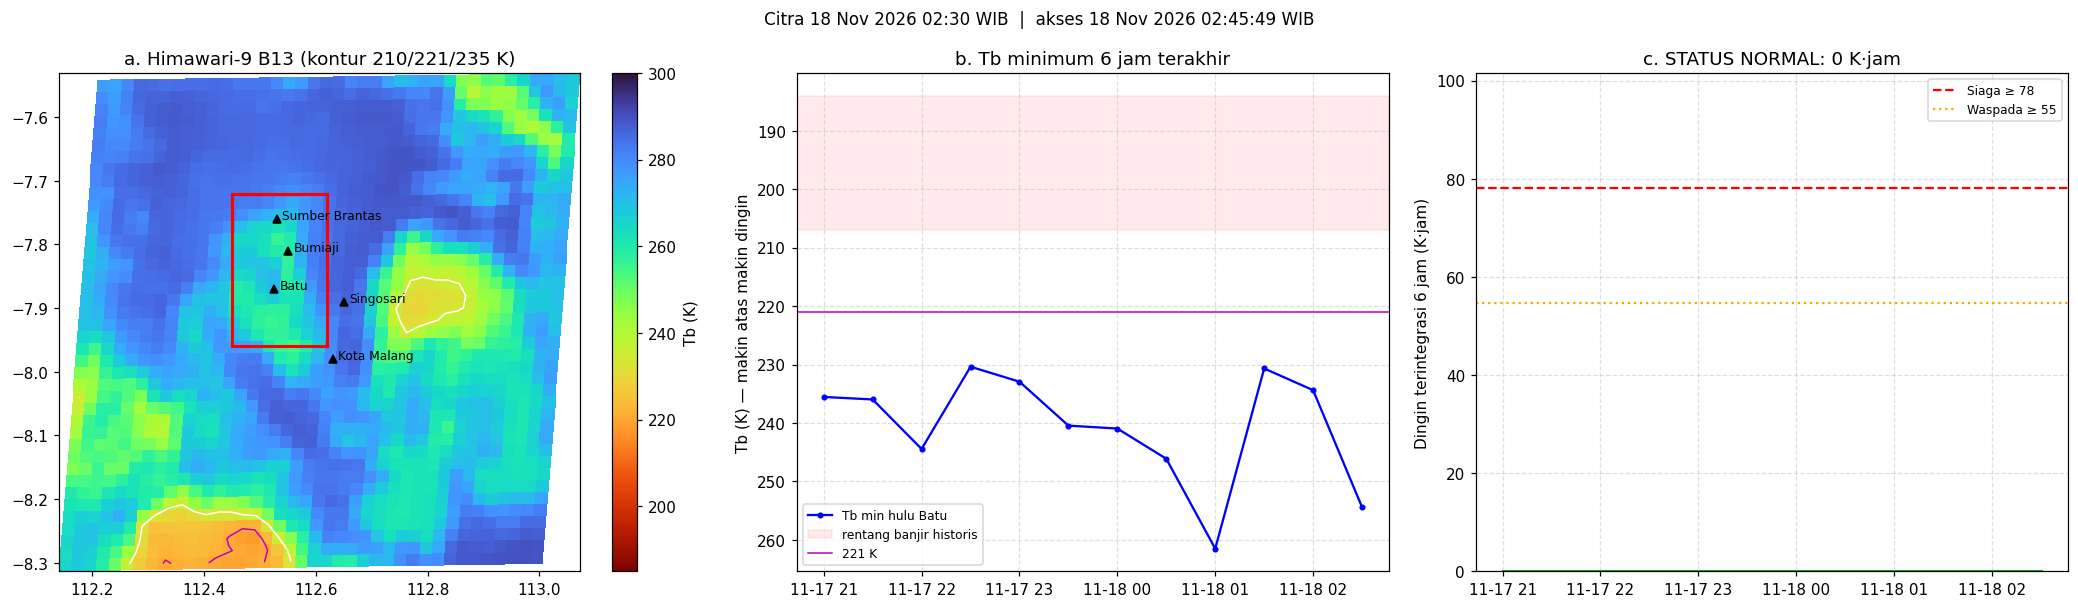 Citra 18 Nov 2026 02:30 WIB | akses 18 Nov 2026 02:45:49 WIB
a. Himawari-9 B13 (kontur 210/221/235 K)
−7.6
−7.7
−7.8
−7.9
−8.0
−8.1
−8.2
−8.3
112.2
112.4
112.6
112.8
113.0
Sumber Brantas
Bumiaji
Batu
Singosari
Kota Malang
300
280
260
240
220
200
Tb (K)
b. Tb minimum 6 jam terakhir
Tb (K) — makin atas makin dingin
190
200
210
220
230
240
250
260
Tb min hulu Batu
rentang banjir historis
221 K
11-17 21
11-17 22
11-17 23
11-18 00
11-18 01
11-18 02
c. STATUS NORMAL: 0 K·jam
Dingin terintegrasi 6 jam (K·jam)
100
80
60
40
20
0
Siaga ≥ 78
Waspada ≥ 55
11-17 21
11-17 22
11-17 23
11-18 00
11-18 01
11-18 02